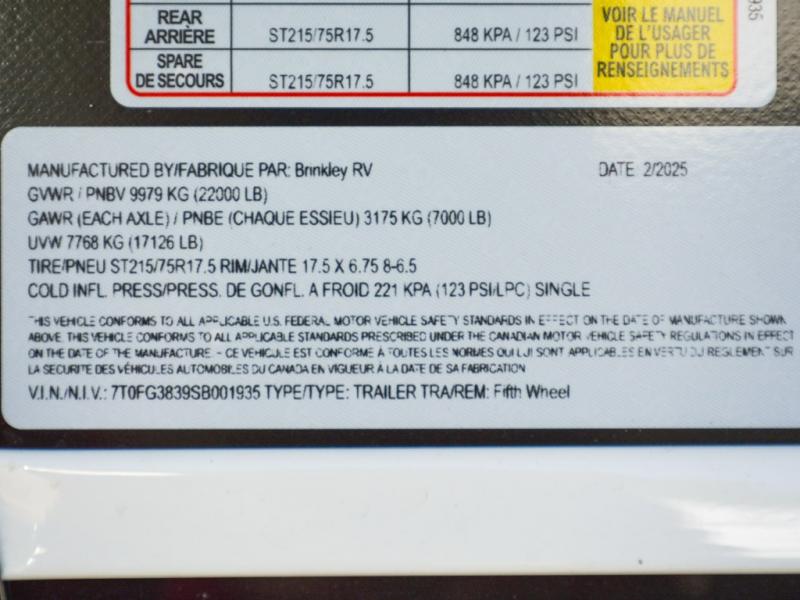 REAR
ARRIÈRE
ST215/75R17.5
848 KPA / 123 PSI
SPARE
DE SECOURS
ST215/75R17.5
848 KPA / 123 PSI
VOIR LE MANUEL
DE L'USAGER
POUR PLUS DE
RENSEIGNEMENTS
935
MANUFACTURED BY/FABRIQUE PAR: Brinkley RV DATE 2/2025
GVWR / PNBV 9979 KG (22000 LB)
GAWR (EACH AXLE) / PNBE (CHAQUE ESSIEU) 3175 KG (7000 LB)
UVW 7768 KG (17126 LB)
TIRE/PNEU ST215/75R17.5 RIM/JANTE 17.5 X 6.75 8-6.5
COLD INFL. PRESS/PRESS. DE GONFL. A FROID 221 KPA (123 PSI/LPC) SINGLE
THIS VEHICLE CONFORMS TO ALL APPLICABLE U.S. FEDERAL MOTOR VEHICLE SAFETY STANDARDS IN EFFECT ON THE DATE OF MANUFACTURE SHOWN
ABOVE. THIS VEHICLE CONFORMS TO ALL APPLICABLE STANDARDS PRESCRIBED UNDER THE CANADIAN MOTOR VEHICLE SAFETY REGULATIONS IN EFFECT
ON THE DATE OF THE MANUFACTURE. - CE VEHICULE EST CONFORME A TOUTES LES NORMES QUI LUI SONT APPLICABLES EN VERTU DU REGLEMENT SUR
LA SECURITE DES VÉHICULES AUTOMOBILES DU CANADA EN VIGUEUR À LA DATE DE SA FABRICATION
V.I.N./N.I.V.: 7T0FG3839SB001935 TYPE/TYPE: TRAILER TRA/REM: Fifth Wheel